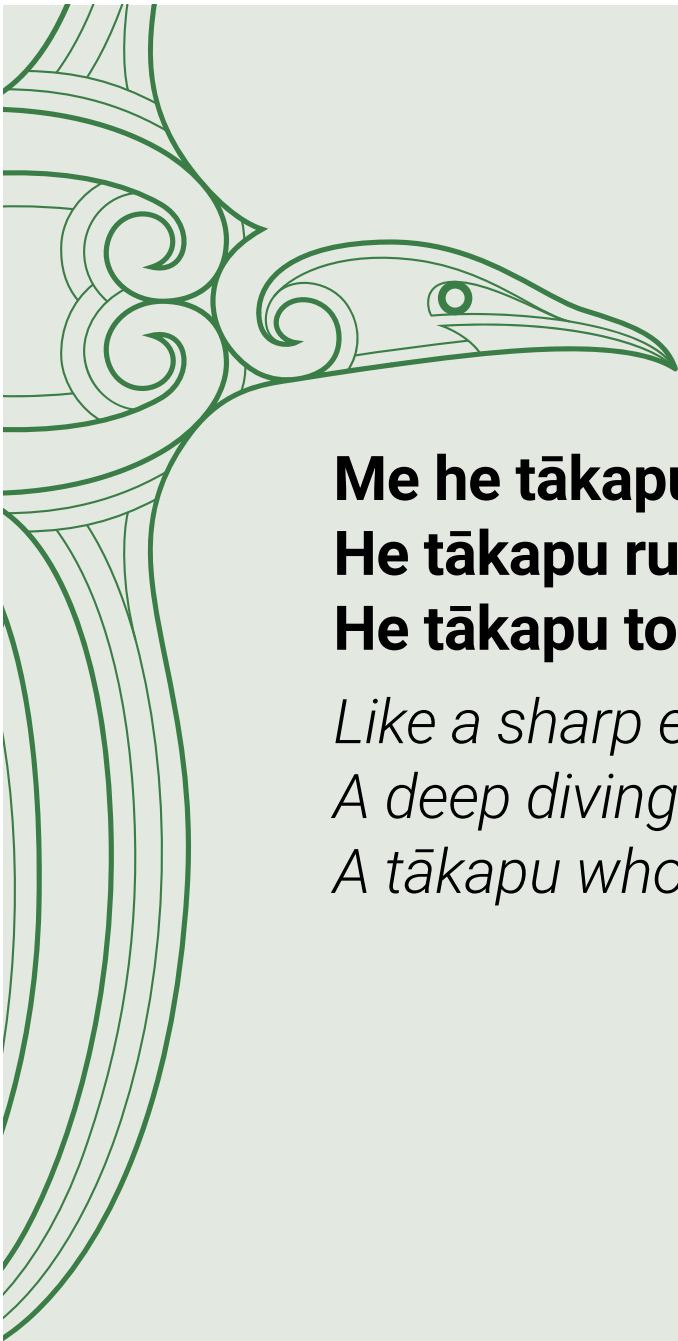 Me he tākapu
He tākapu ru
He tākapu to
Like a sharp e
A deep diving
A tākapu who